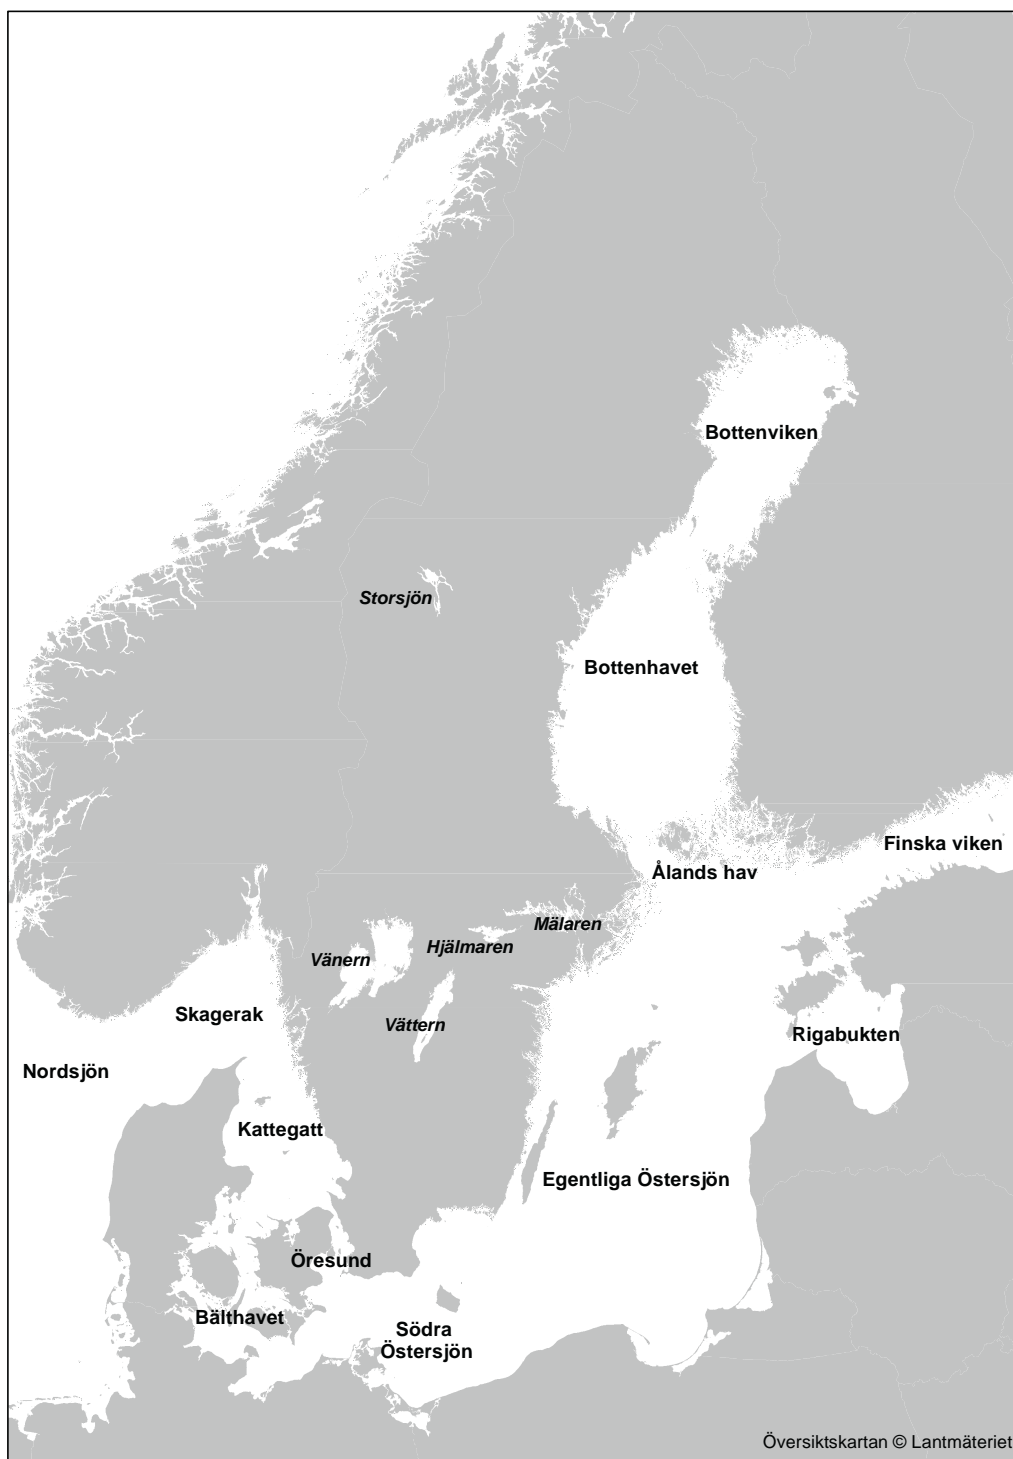 Bottenviken
Storsjön
Bottenhavet
Finska viken
Ålands hav
Mälaren
Hjälmaren
Vänern
Skagerak
Vättern
Rigabukten
Nordsjön
Kattegatt
Egentliga Östersjön
Öresund
Bälthavet
Södra
Östersjön
Översiktskartan © Lantmäteriet